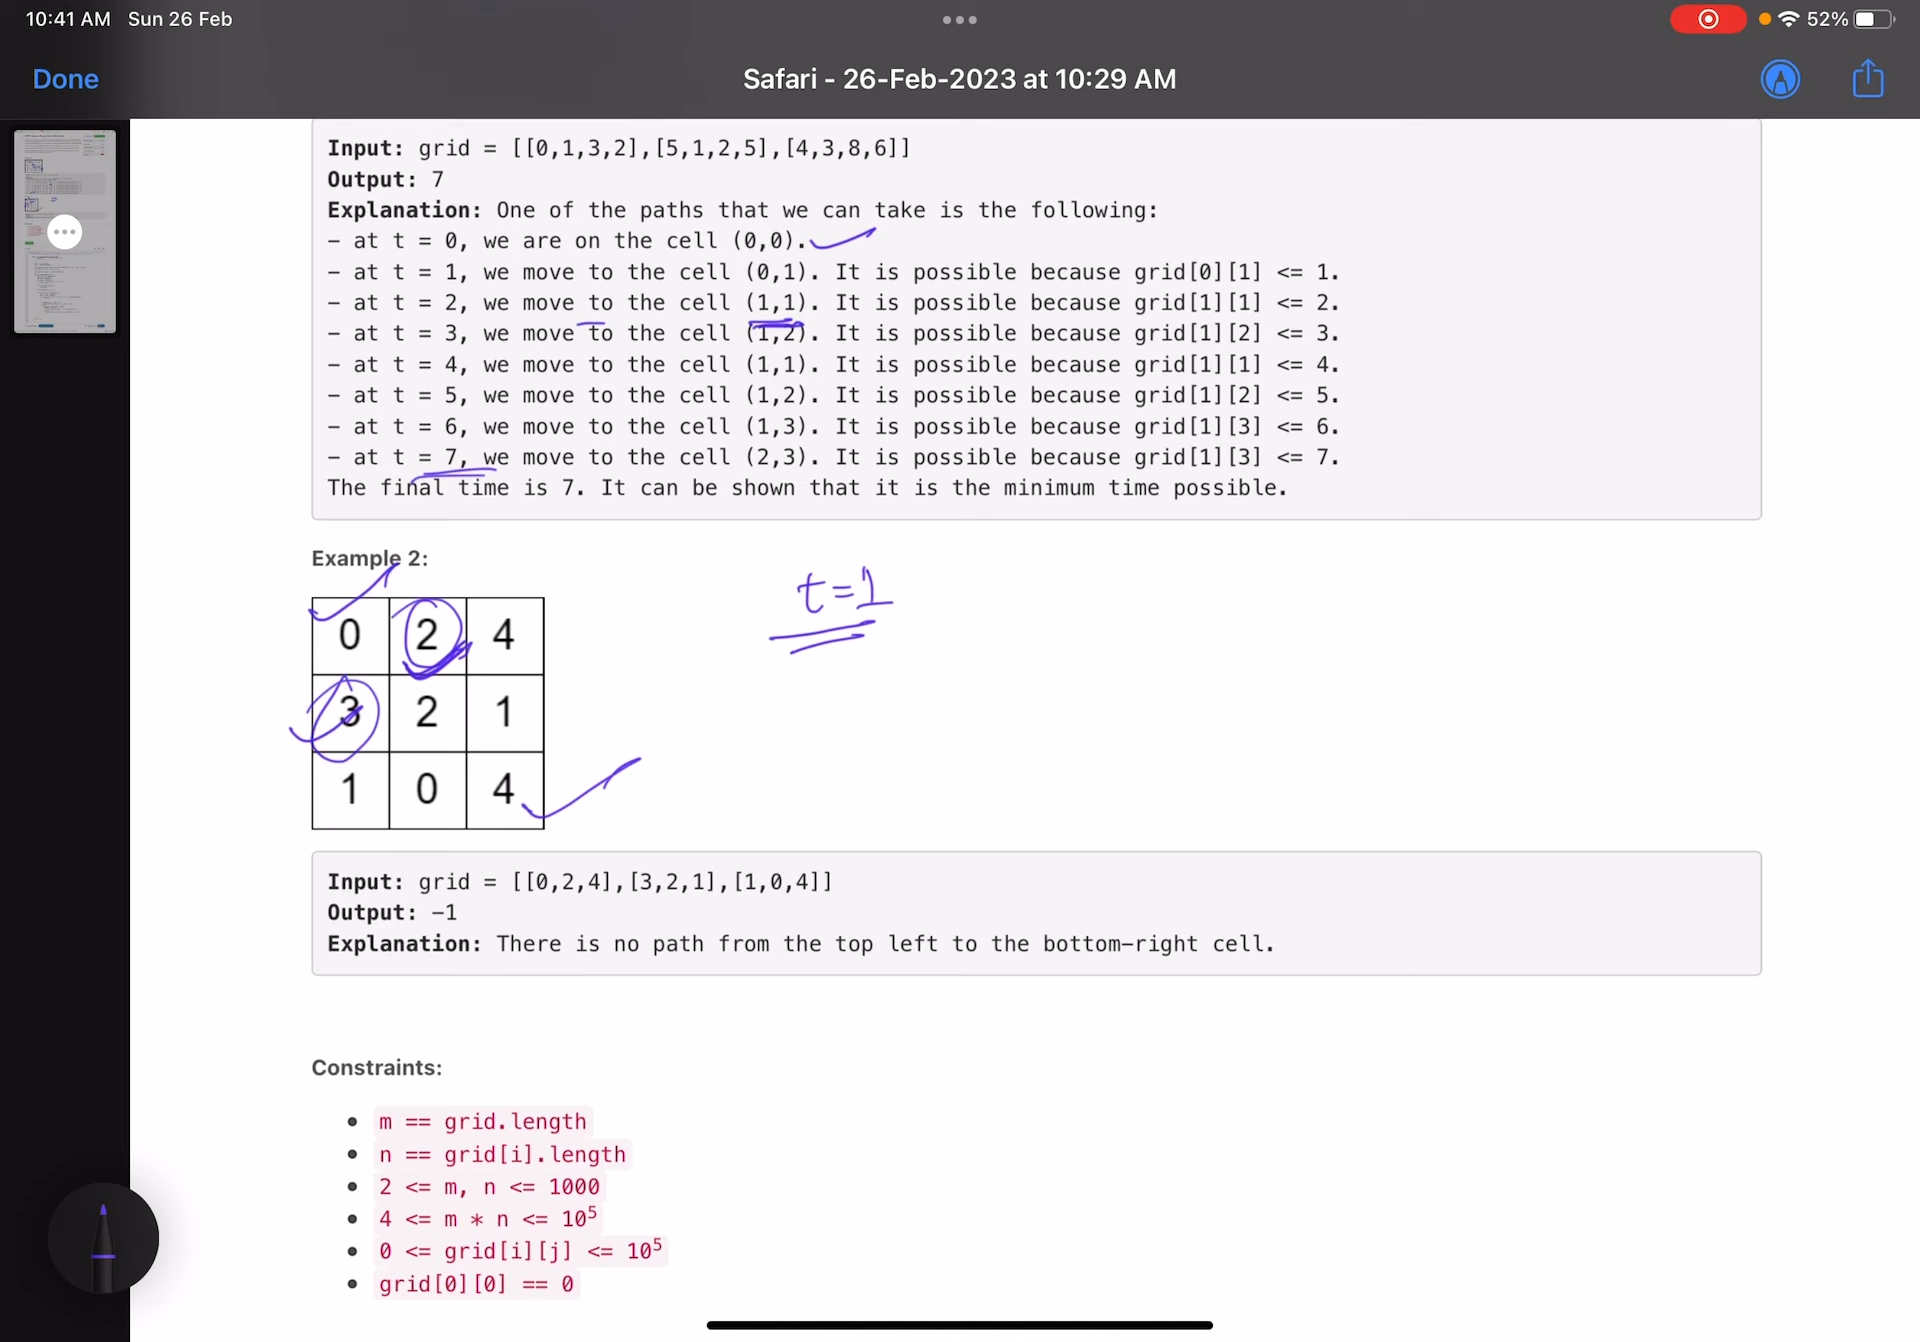 10:41 AM Sun 26 Feb
52%
Done
Safari - 26-Feb-2023 at 10:29 AM
Input: grid = [[0,1,3,2],[5,1,2,5],[4,3,8,6]]
Output: 7
Explanation: One of the paths that we can take is the following:
- at t = 0, we are on the cell (0,0).
- at t = 1, we move to the cell (0,1). It is possible because grid[0][1] <= 1.
- at t = 2, we move to the cell (1,1). It is possible because grid[1][1] <= 2.
- at t = 3, we move to the cell (1,2). It is possible because grid[1][2] <= 3.
- at t = 4, we move to the cell (1,1). It is possible because grid[1][1] <= 4.
- at t = 5, we move to the cell (1,2). It is possible because grid[1][2] <= 5.
- at t = 6, we move to the cell (1,3). It is possible because grid[1][3] <= 6.
- at t = 7, we move to the cell (2,3). It is possible because grid[1][3] <= 7.
The final time is 7. It can be shown that it is the minimum time possible.
Example 2:
t=1
0 2 4
3 2 1
1 0 4
Input: grid = [[0,2,4],[3,2,1],[1,0,4]]
Output: -1
Explanation: There is no path from the top left to the bottom-right cell.
Constraints:
• m == grid.length
• n == grid[i].length
• 2 <= m, n <= 1000
• 4 <= m * n <= 10⁵
• 0 <= grid[i][j] <= 10⁵
• grid[0][0] == 0